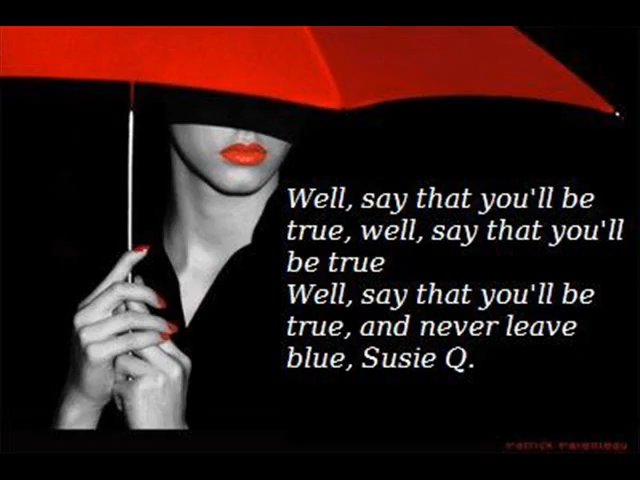 Well, say that you'll be
true, well, say that you'll
be true
Well, say that you'll be
true, and never leave
blue, Susie Q.